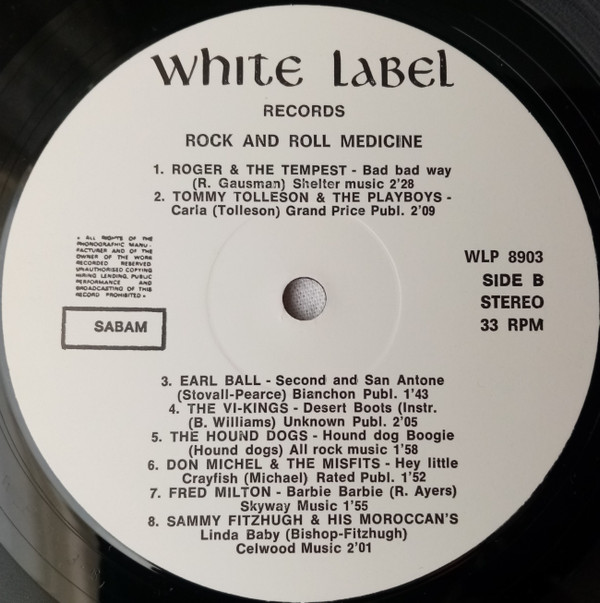 White Label
RECORDS
ROCK AND ROLL MEDICINE
1. ROGER & THE TEMPEST - Bad bad way
(R. Gausman) Shelter music 2'28
2. TOMMY TOLLESON & THE PLAYBOYS -
Carla (Tolleson) Grand Price Publ. 2'09
• ALL RIGHTS OF THE
PHONOGRAPHIC MANU-
FACTURER AND OF THE
OWNER OF THE WORK
RECORDED RESERVED
UNAUTHORISED COPYING
HIRING LENDING, PUBLIC
PERFORMANCE AND
BROADCASTING OF THIS
RECORD PROHIBITED •
SABAM
WLP 8903
SIDE B
STEREO
33 RPM
3. EARL BALL - Second and San Antone
(Stovall-Pearce) Bianchon Publ. 1'43
4. THE VI-KINGS - Desert Boots (Instr.
(B. Williams) Unknown Publ. 2'05
5. THE HOUND DOGS - Hound dog Boogie
(Hound dogs) All rock music 1'58
6. DON MICHEL & THE MISFITS - Hey little
Crayfish (Michael) Rated Publ. 1'52
7. FRED MILTON - Barbie Barbie (R. Ayers)
Skyway Music 1'55
8. SAMMY FITZHUGH & HIS MOROCCAN'S
Linda Baby (Bishop-Fitzhugh)
Celwood Music 2'01